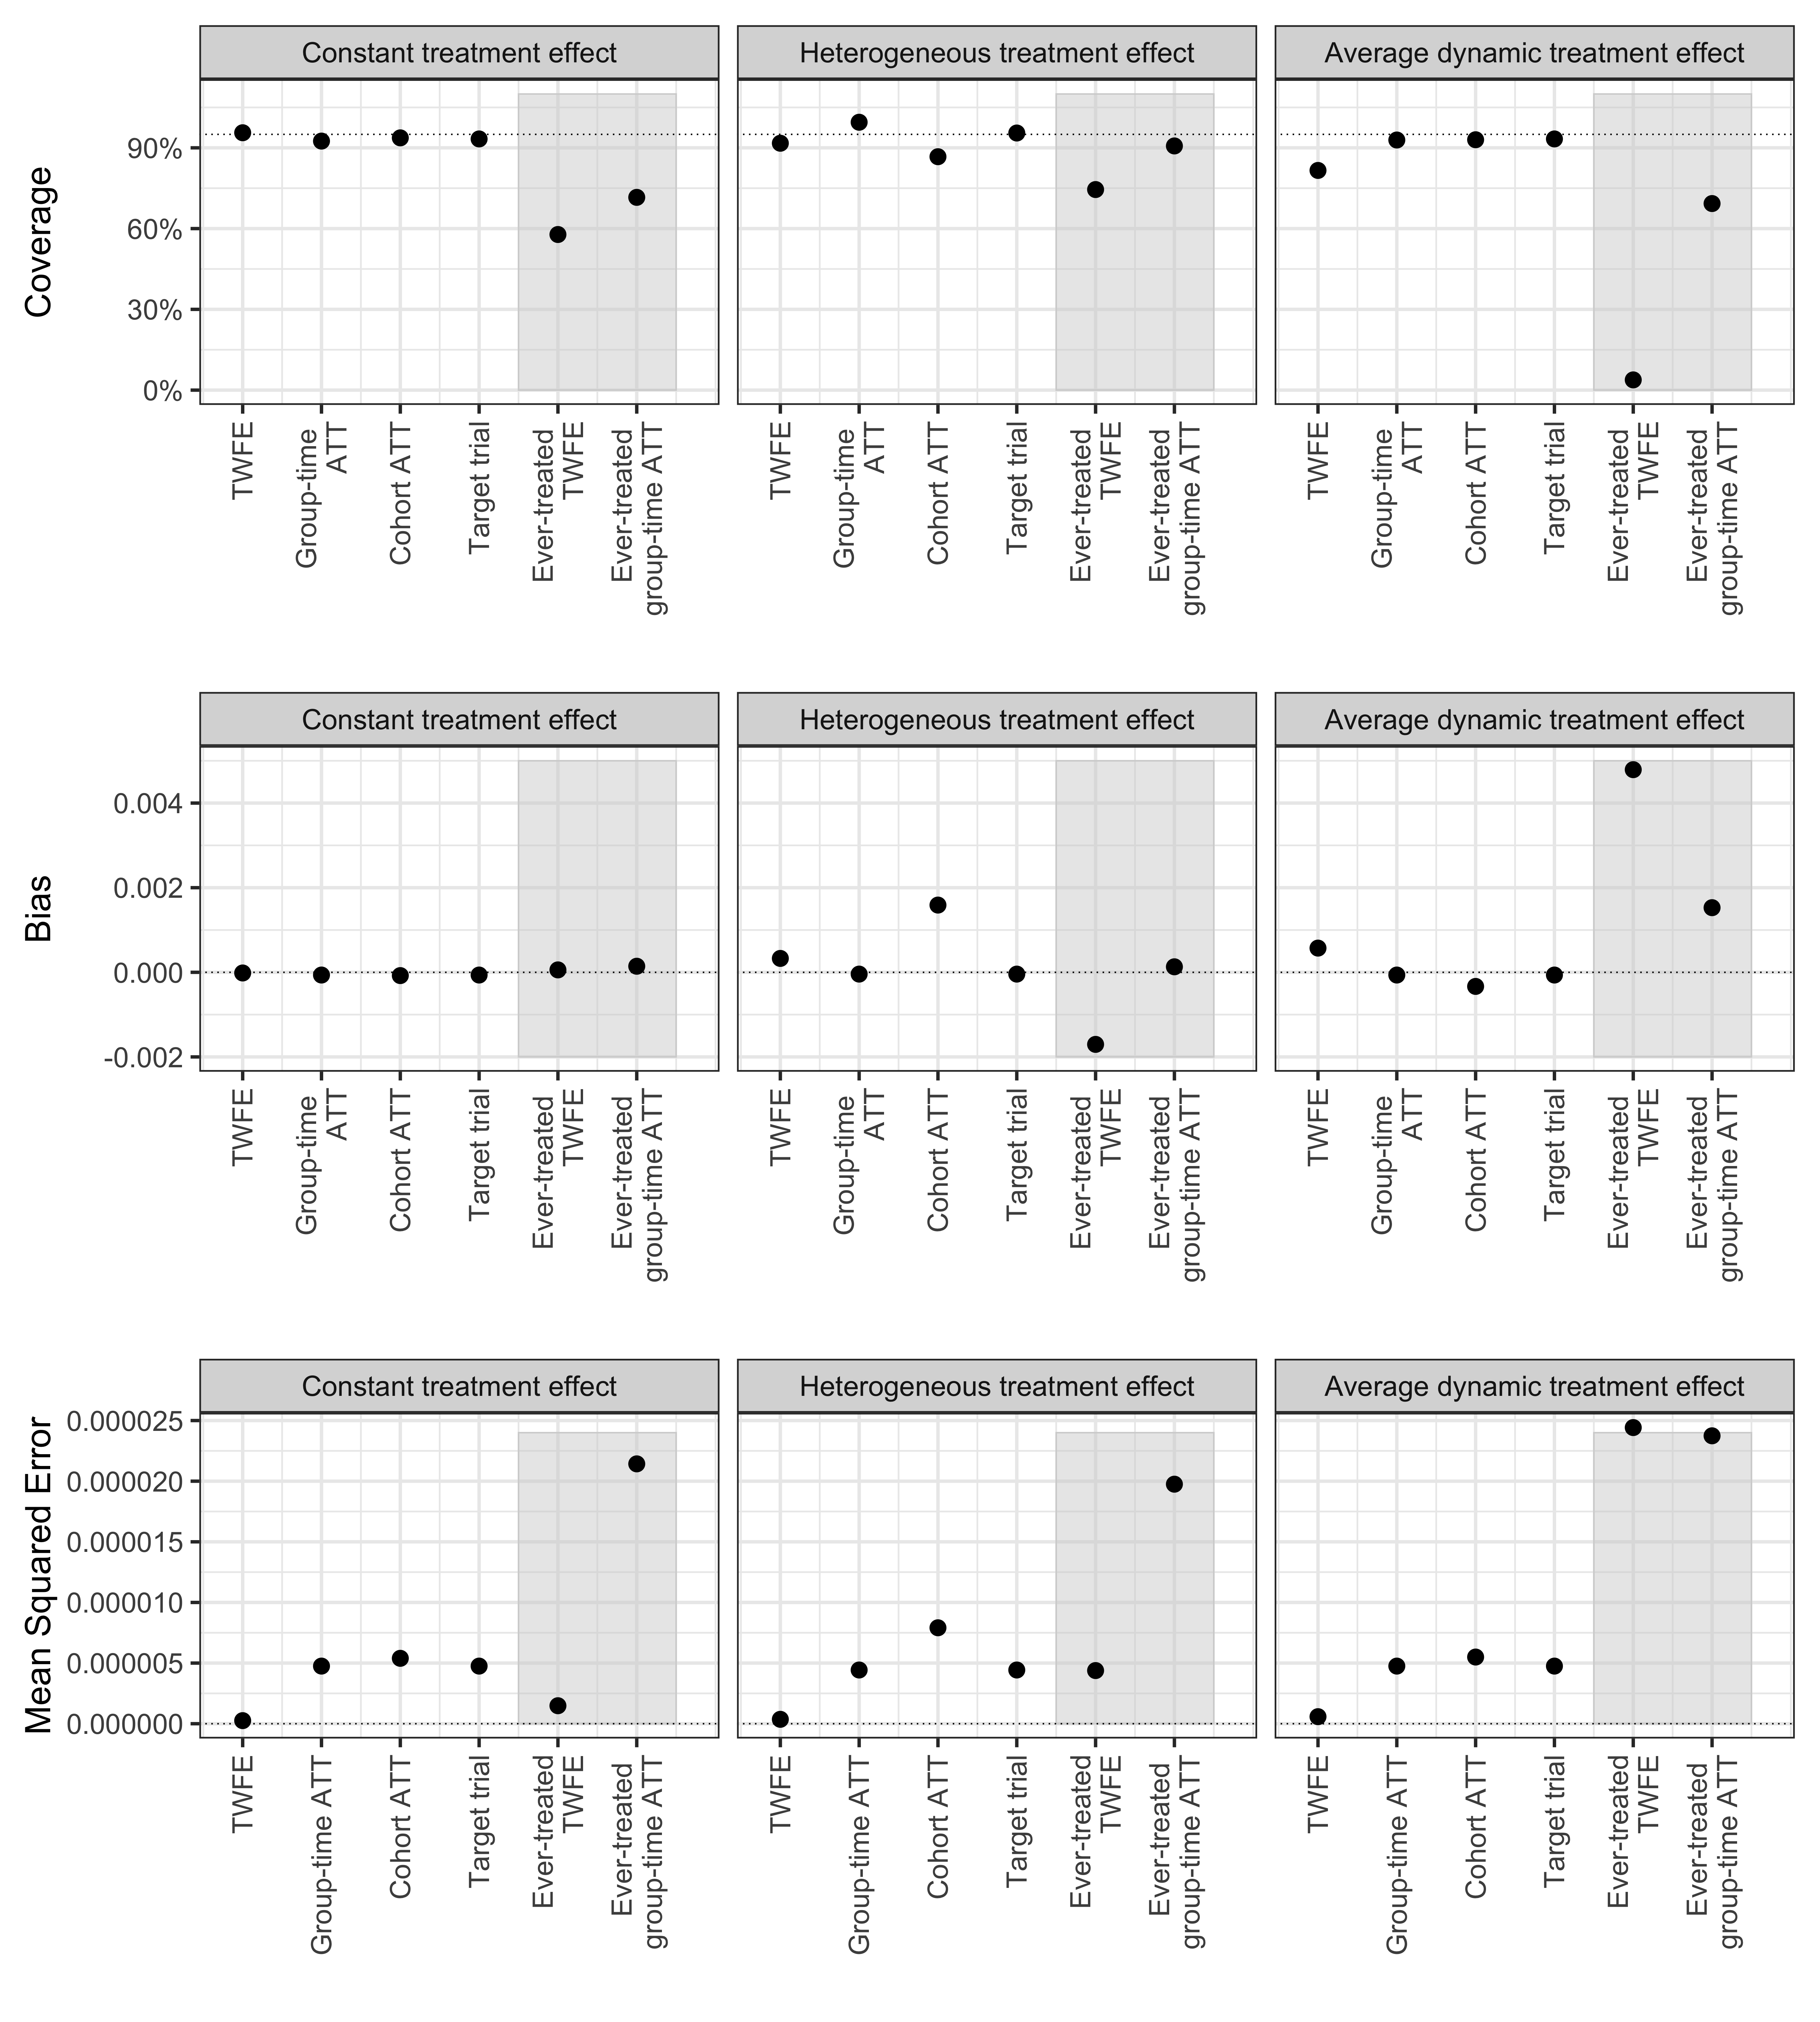 Constant treatment effect
Heterogeneous treatment effect
Average dynamic treatment effect
Coverage
90%
60%
30%
0%
TWFE
Group-time
ATT
Cohort ATT
Target trial
Ever-treated
TWFE
Ever-treated
group-time ATT
TWFE
Group-time
ATT
Cohort ATT
Target trial
Ever-treated
TWFE
Ever-treated
group-time ATT
TWFE
Group-time
ATT
Cohort ATT
Target trial
Ever-treated
TWFE
Ever-treated
group-time ATT
Constant treatment effect
Heterogeneous treatment effect
Average dynamic treatment effect
Bias
0.004
0.002
0.000
-0.002
TWFE
Group-time
ATT
Cohort ATT
Target trial
Ever-treated
TWFE
Ever-treated
group-time ATT
TWFE
Group-time
ATT
Cohort ATT
Target trial
Ever-treated
TWFE
Ever-treated
group-time ATT
TWFE
Group-time
ATT
Cohort ATT
Target trial
Ever-treated
TWFE
Ever-treated
group-time ATT
Constant treatment effect
Heterogeneous treatment effect
Average dynamic treatment effect
Mean Squared Error
0.000025
0.000020
0.000015
0.000010
0.000005
0.000000
TWFE
Group-time ATT
Cohort ATT
Target trial
Ever-treated
TWFE
Ever-treated
group-time ATT
TWFE
Group-time ATT
Cohort ATT
Target trial
Ever-treated
TWFE
Ever-treated
group-time ATT
TWFE
Group-time ATT
Cohort ATT
Target trial
Ever-treated
TWFE
Ever-treated
group-time ATT